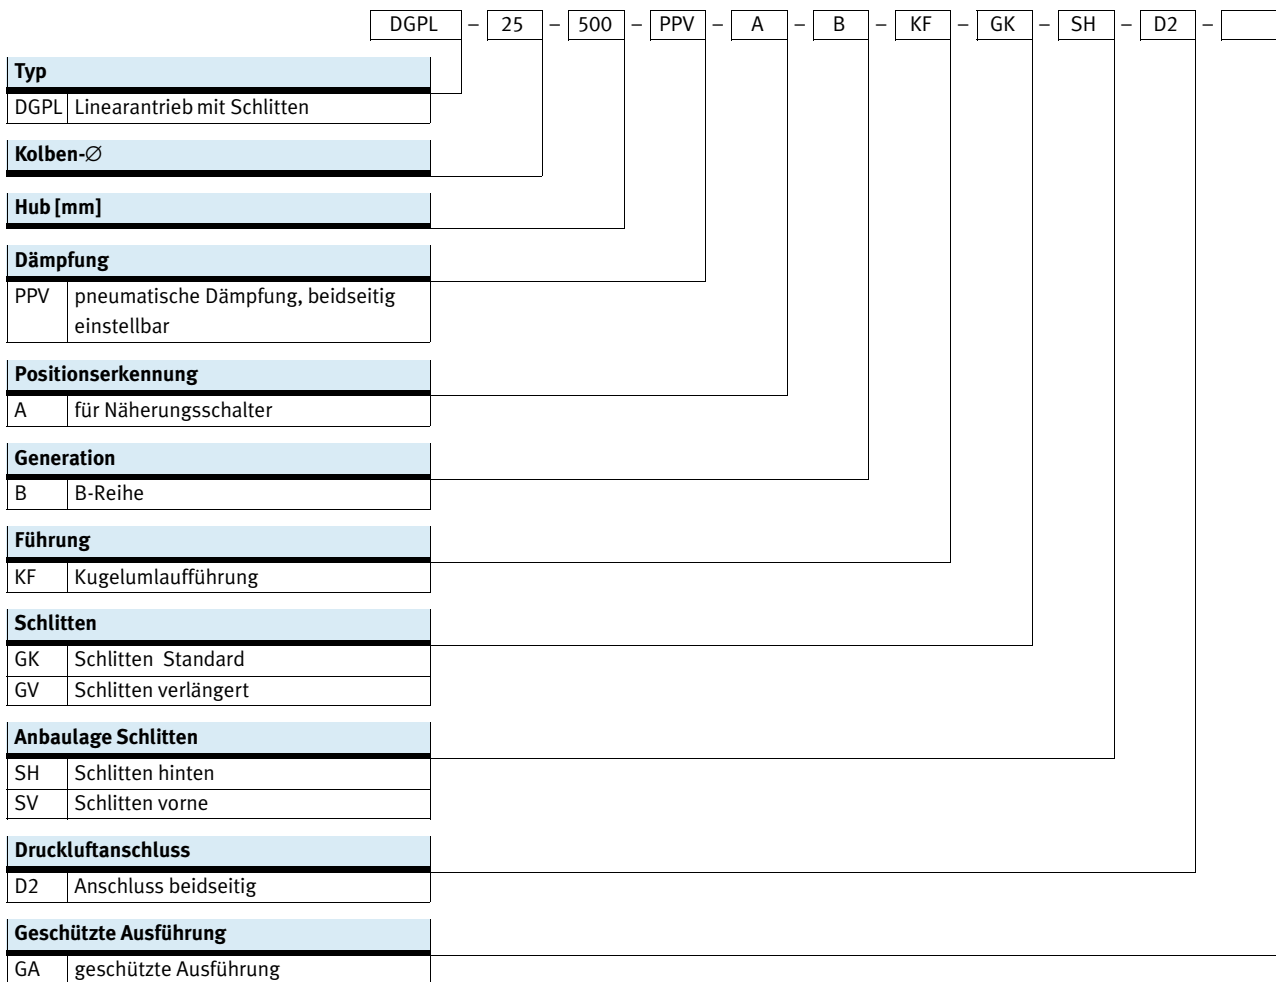 DGPL – 25 – 500 – PPV – A – B – KF – GK – SH – D2 –
Typ
DGPL Linearantrieb mit Schlitten
Kolben-∅
Hub [mm]
Dämpfung
PPV pneumatische Dämpfung, beidseitig
einstellbar
Positionserkennung
A für Näherungsschalter
Generation
B B-Reihe
Führung
KF Kugelumlaufführung
Schlitten
GK Schlitten Standard
GV Schlitten verlängert
Anbaulage Schlitten
SH Schlitten hinten
SV Schlitten vorne
Druckluftanschluss
D2 Anschluss beidseitig
Geschützte Ausführung
GA geschützte Ausführung